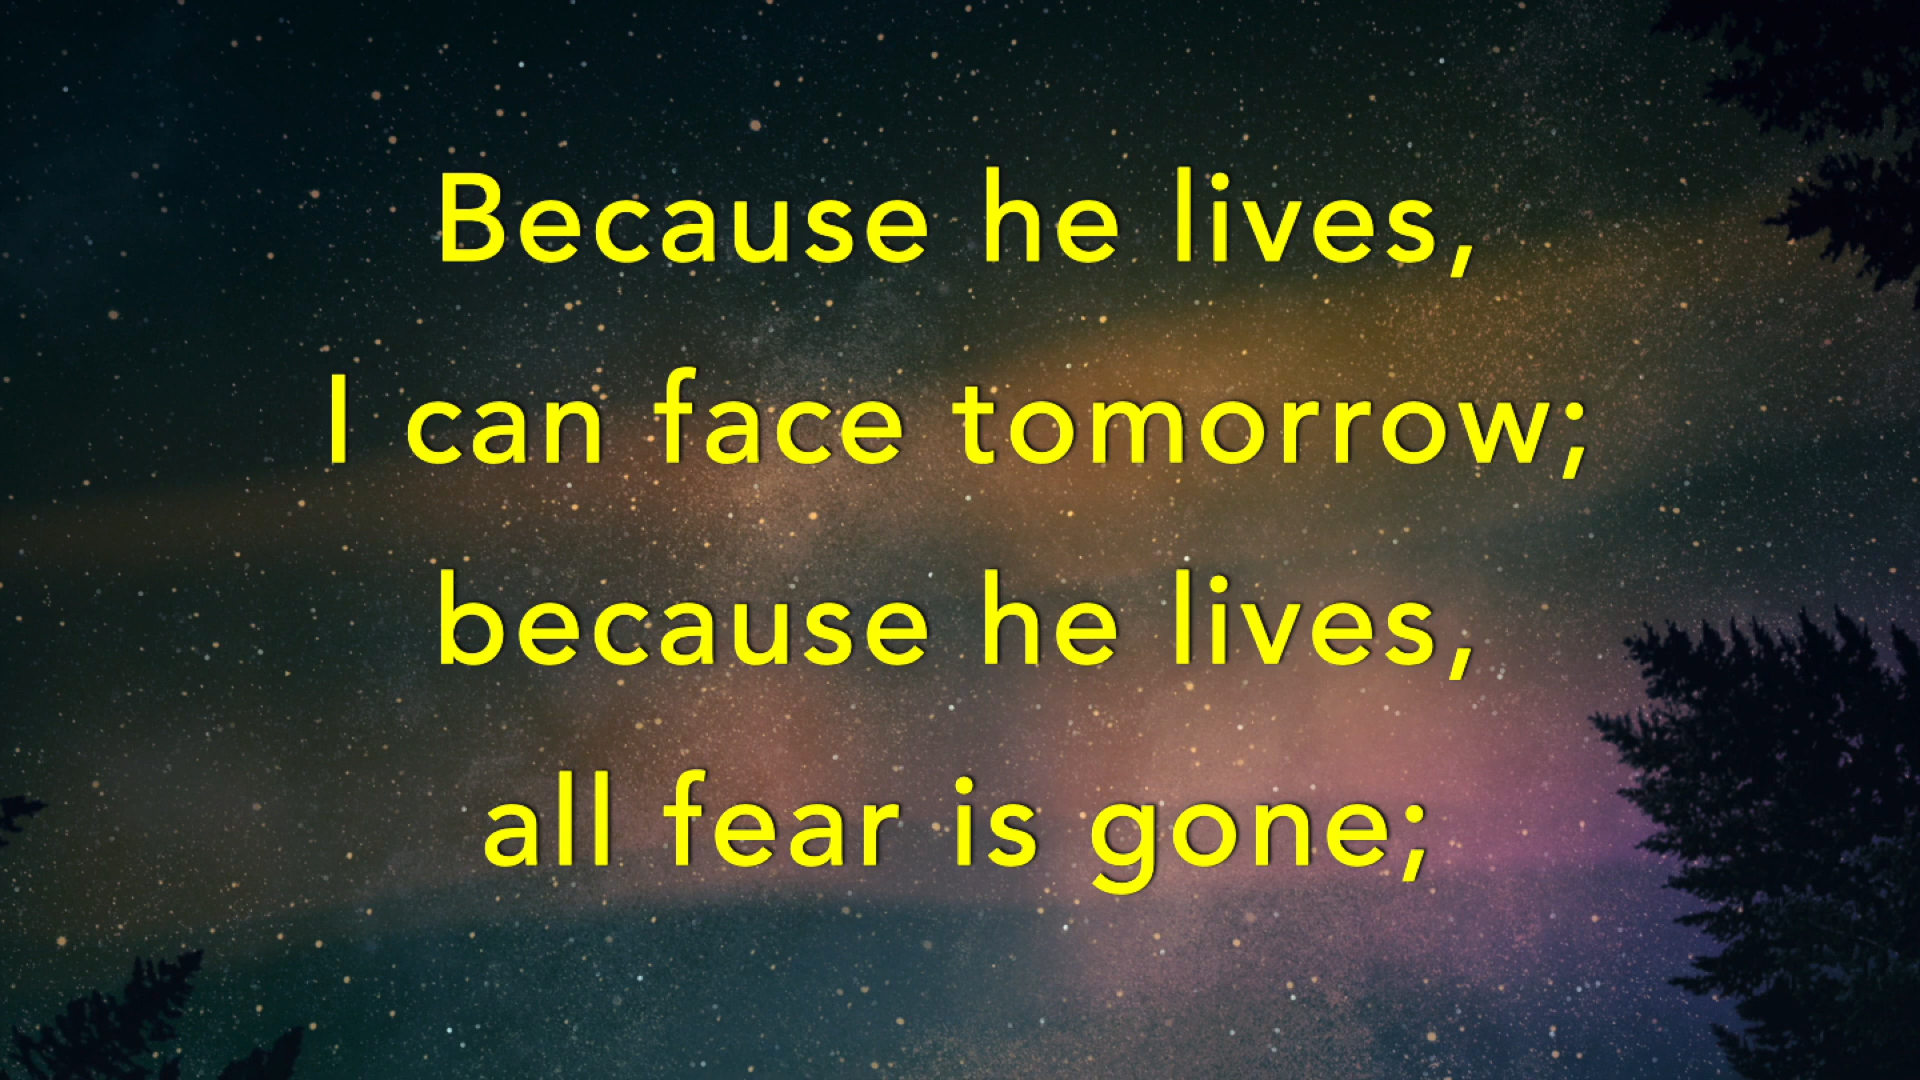 Because he lives,
I can face tomorrow;
because he lives,
all fear is gone;